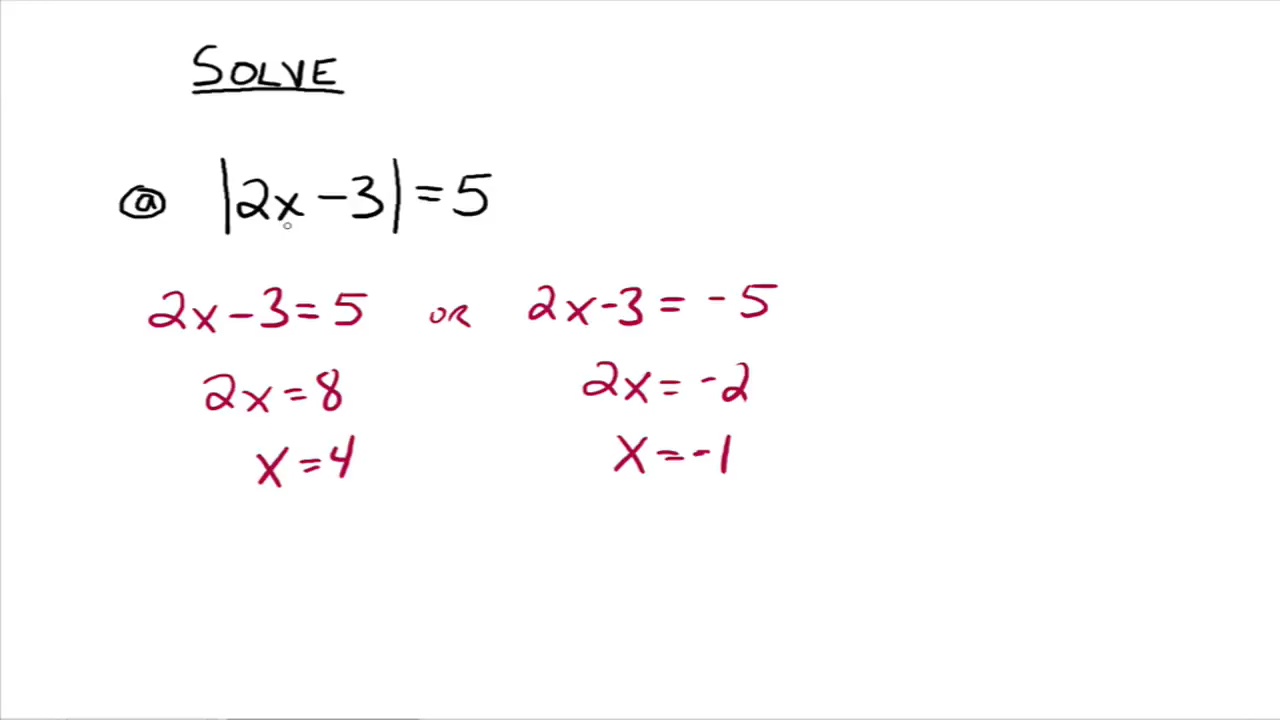 SOLVE
ⓐ |2x-3|=5
2x-3=5 OR 2x-3=-5
2x=8 2x=-2
x=4 x=-1